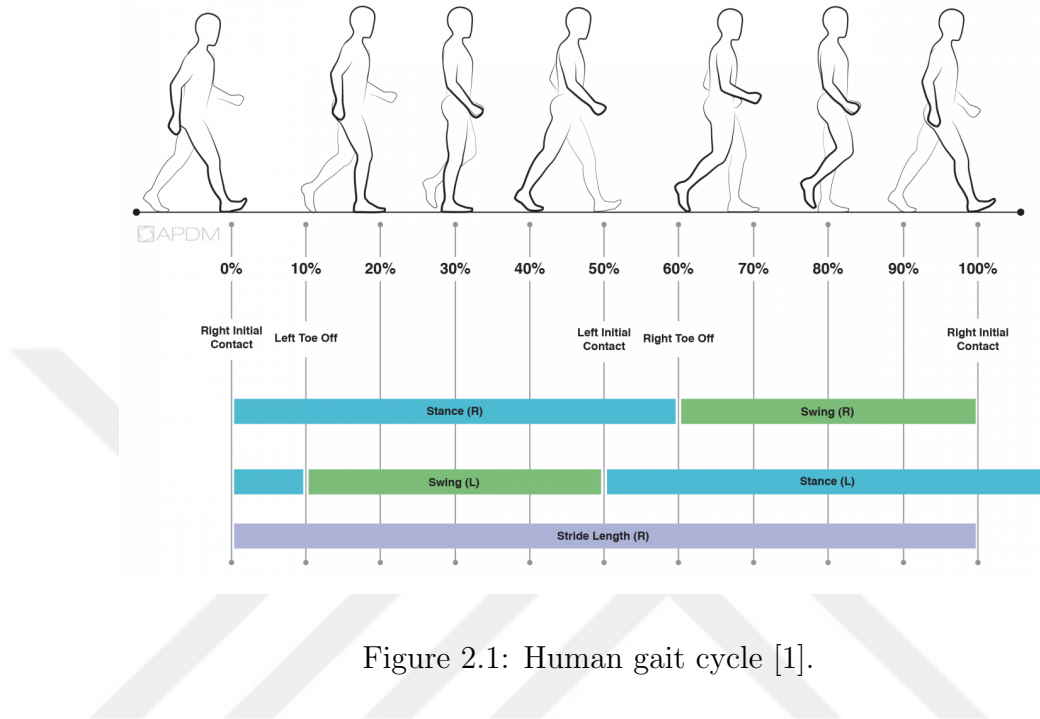 APDM
0% 10% 20% 30% 40% 50% 60% 70% 80% 90% 100%
Right Initial
Contact
Left Toe Off
Left Initial
Contact
Right Toe Off
Right Initial
Contact
Stance (R)
Swing (R)
Swing (L)
Stance (L)
Stride Length (R)
Figure 2.1: Human gait cycle [1].